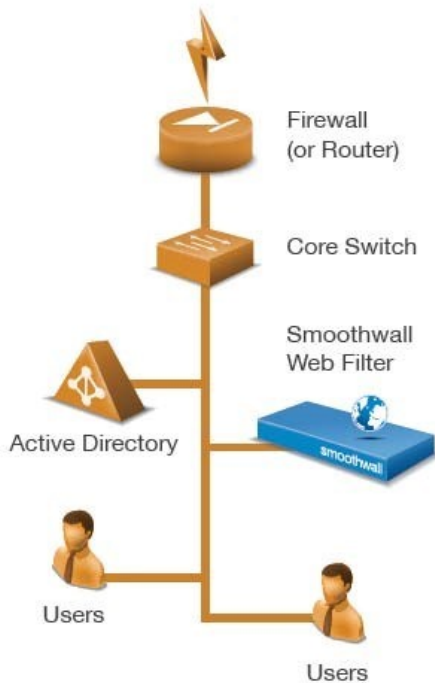 Firewall
(or Router)
Core Switch
Smoothwall
Web Filter
Active Directory
smoothwall
Users
Users